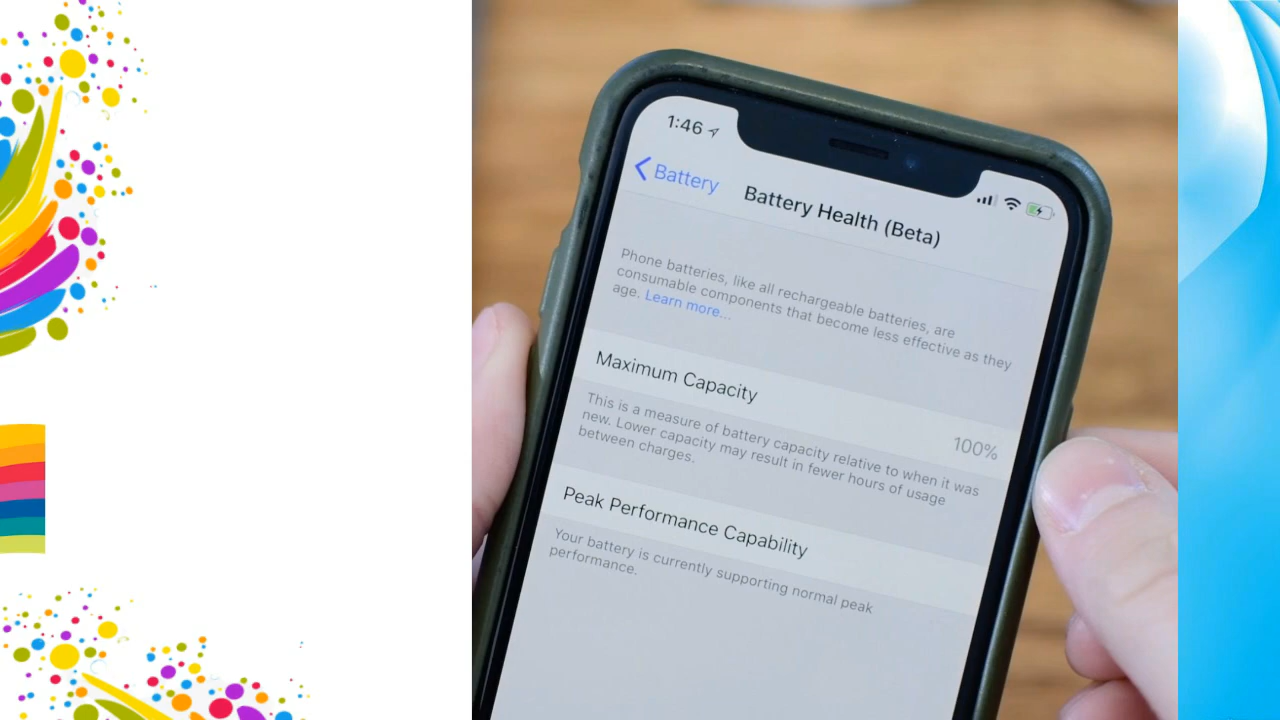 1:46
Battery
Battery Health (Beta)
Phone batteries, like all rechargeable batteries, are
consumable components that become less effective as they
age. Learn more...
Maximum Capacity
100%
This is a measure of battery capacity relative to when it was
new. Lower capacity may result in fewer hours of usage
between charges.
Peak Performance Capability
Your battery is currently supporting normal peak
performance.